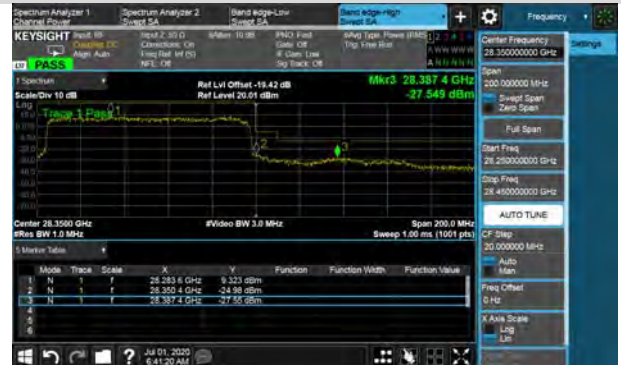 Spectrum Analyzer 1
Channel Power
Spectrum Analyzer 2
Swept SA
Band edge-Low
Swept SA
Band edge-High
Swept SA
Frequency
KEYSIGHT
Input: RF
Coupling: DC
Align: Auto
Input Z: 50 Ω
Corrections: On
Freq Ref: Int (S)
NFE: Off
Atten: 10 dB
PNO: Fast
Gate: Off
IF Gain: Low
Sig Track: Off
Avg Type: Power (RMS)
Trig: Free Run
PASS
Center Frequency
28.350000000 GHz
Settings
Span
200.000000 MHz
Swept Span
Zero Span
Full Span
Start Freq
28.250000000 GHz
Stop Freq
28.450000000 GHz
AUTO TUNE
CF Step
20.000000 MHz
Auto
Man
Freq Offset
0 Hz
X Axis Scale
Log
Lin
1 Spectrum
Scale/Div 10 dB
Log
Ref Lvl Offset -19.42 dB
Ref Level 20.01 dBm
Mkr3 28.387 4 GHz
-27.549 dBm
Trace 1 Pass
1
2
3
Center 28.3500 GHz
#Res BW 1.0 MHz
#Video BW 3.0 MHz
Span 200.0 MHz
Sweep 1.00 ms (1001 pts)
5 Marker Table
Mode Trace Scale X Y Function Function Width Function Value
1 N 1 f 28.283 6 GHz 9.323 dBm
2 N 1 f 28.350 4 GHz -24.98 dBm
3 N 1 f 28.387 4 GHz -27.55 dBm
4
5
6
Jul 01, 2020
6:41:20 AM